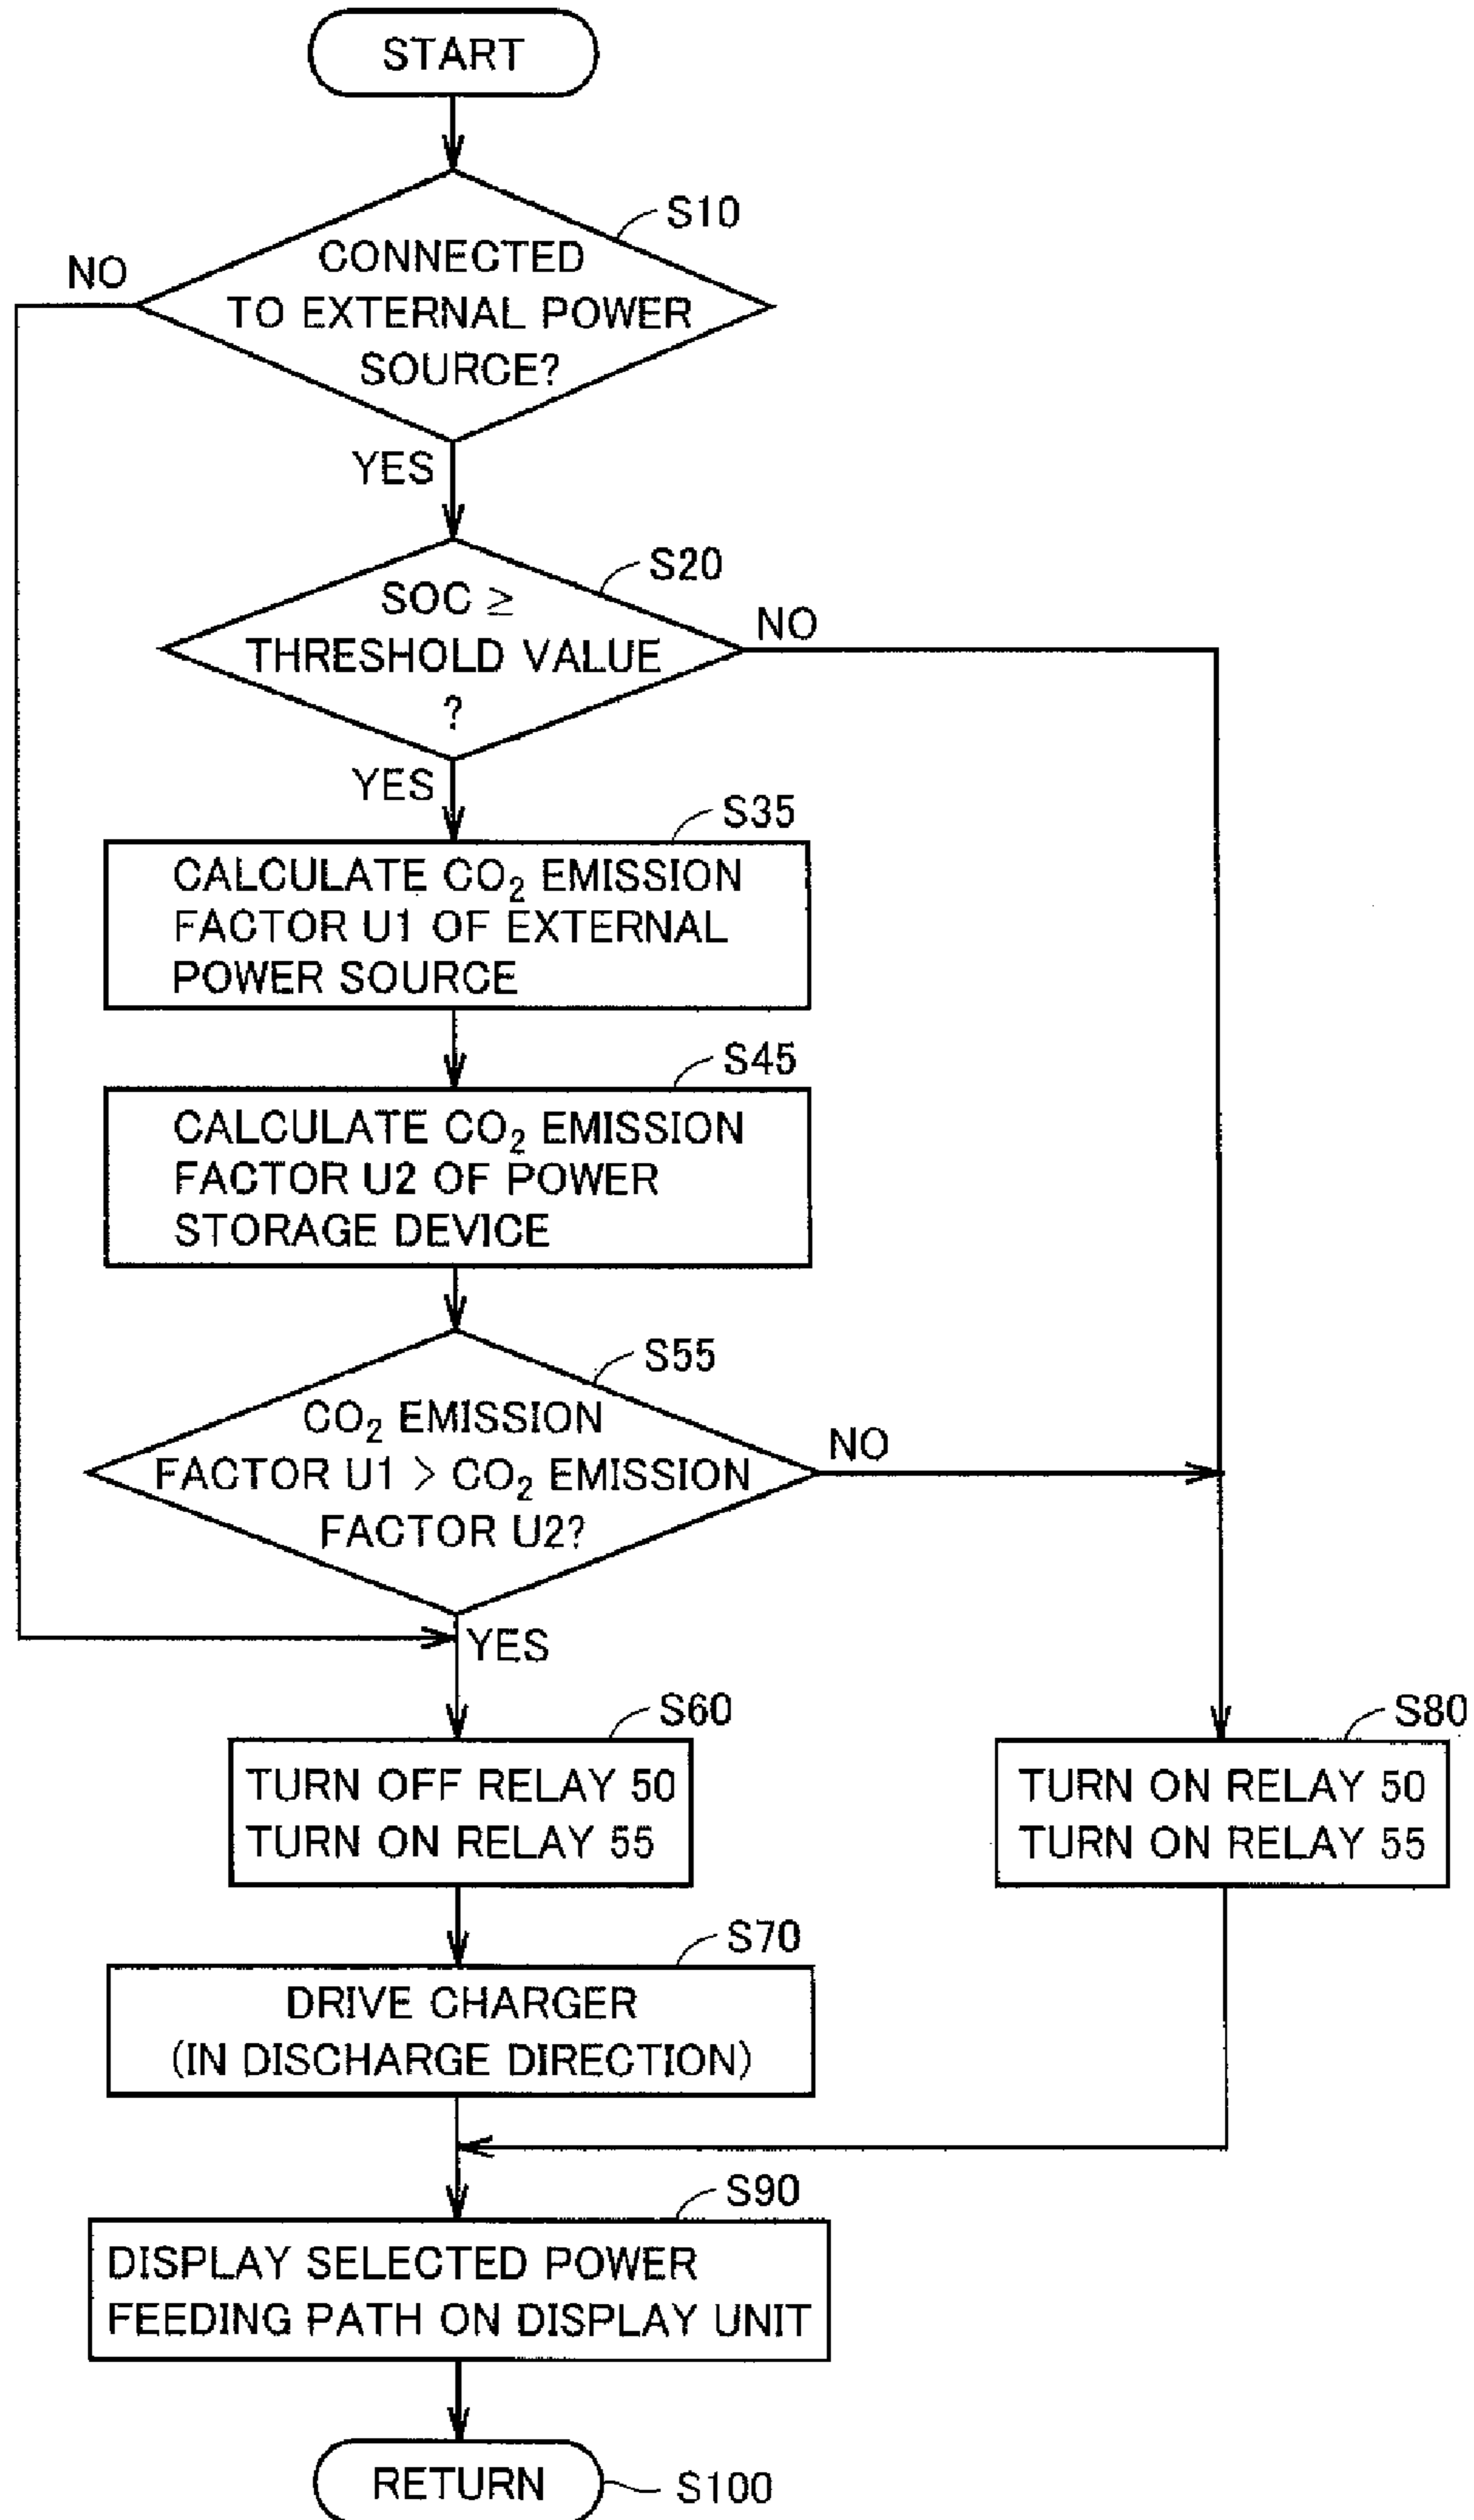 START
S10
NO
CONNECTED
TO EXTERNAL POWER
SOURCE?
YES
S20
SOC ≥
NO
THRESHOLD VALUE
?
YES
S35
CALCULATE CO₂ EMISSION
FACTOR U1 OF EXTERNAL
POWER SOURCE
S45
CALCULATE CO₂ EMISSION
FACTOR U2 OF POWER
STORAGE DEVICE
S55
CO₂ EMISSION
NO
FACTOR U1 > CO₂ EMISSION
FACTOR U2?
YES
S60
TURN OFF RELAY 50
TURN ON RELAY 55
S80
TURN ON RELAY 50
TURN ON RELAY 55
S70
DRIVE CHARGER
(IN DISCHARGE DIRECTION)
S90
DISPLAY SELECTED POWER
FEEDING PATH ON DISPLAY UNIT
RETURN
S100